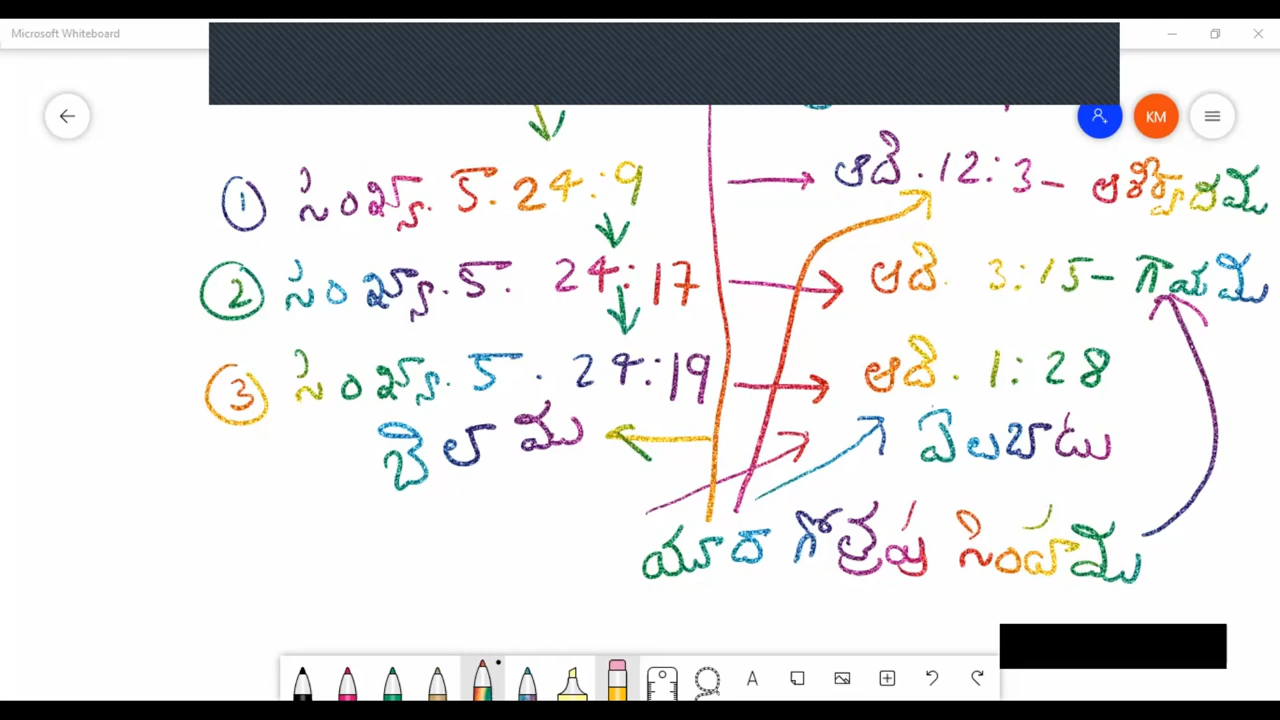 Microsoft Whiteboard
KM
① సంఖ్యా.కా.24:9 → ఆది.12:3- ఆశీర్వాదము
② సంఖ్యా.కా. 24:17 → ఆది. 3:15- గాయము
③ సంఖ్యా.కా. 24:19 → ఆది. 1:28
బిలాము ఏలుబాడు
యూదా గోత్రపు సింహము
A